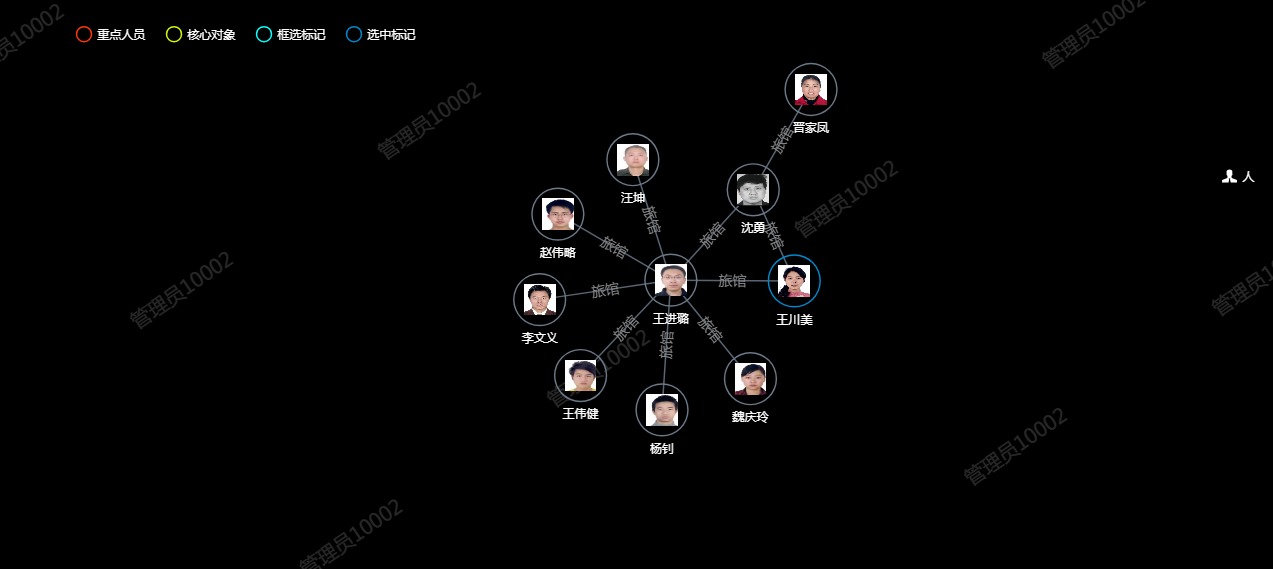 重点人员
核心对象
框选标记
选中标记
管理员10002
管理员10002
管理员10002
晋家凤
旅馆
汪坤
旅馆
沈勇
旅馆
旅馆
人
管理员10002
赵伟略
旅馆
管理员10002
李文义
旅馆
王进璐
旅馆
王川美
管理员10002
旅馆
旅馆
旅馆
管理员10002
王伟健
杨钊
魏庆玲
管理员10002
管理员10002